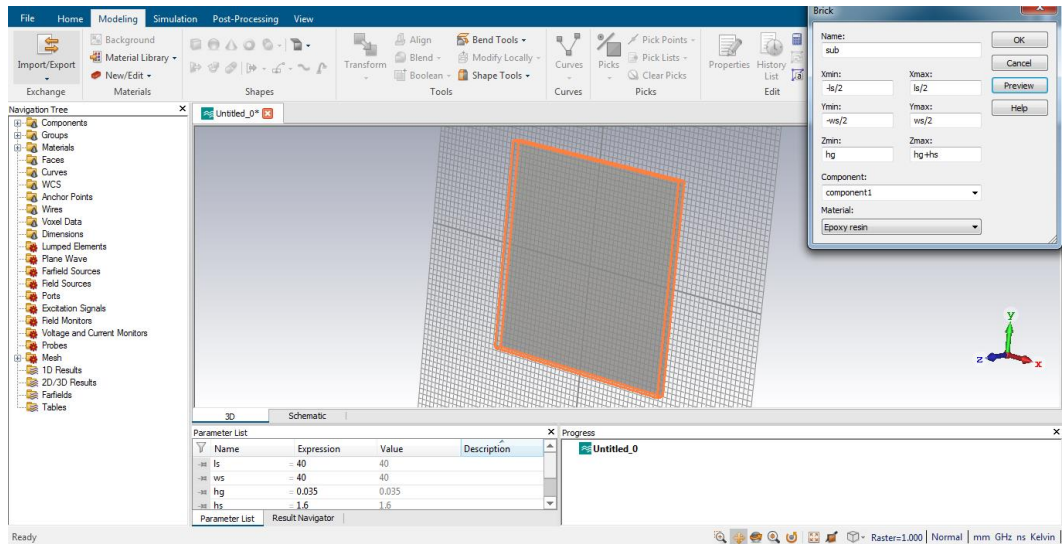 File Home Modeling Simulation Post-Processing View
Brick
Import/Export
Background
Material Library
New/Edit
Exchange
Materials
Shapes
Transform
Align
Blend
Boolean
Bend Tools
Modify Locally
Shape Tools
Tools
Curves
Curves
Picks
Pick Points
Pick Lists
Clear Picks
Picks
Properties
History List
Edit
Name:
sub
OK
Cancel
Xmin:
Xmax:
Preview
-ls/2
ls/2
Ymin:
Ymax:
Help
-ws/2
ws/2
Zmin:
Zmax:
hg
hg+hs
Component:
component1
Material:
Epoxy resin
Navigation Tree
Components
Groups
Materials
Faces
Curves
WCS
Anchor Points
Wires
Voxel Data
Dimensions
Lumped Elements
Plane Wave
Farfield Sources
Field Sources
Ports
Excitation Signals
Field Monitors
Voltage and Current Monitors
Probes
Mesh
1D Results
2D/3D Results
Farfields
Tables
Untitled_0*
y
z
x
3D Schematic
Parameter List
Name Expression Value Description
ls = 40 40
ws = 40 40
hg = 0.035 0.035
hs = 1.6 1.6
Parameter List Result Navigator
Progress
Untitled_0
Ready
Raster=1.000 Normal mm GHz ns Kelvin